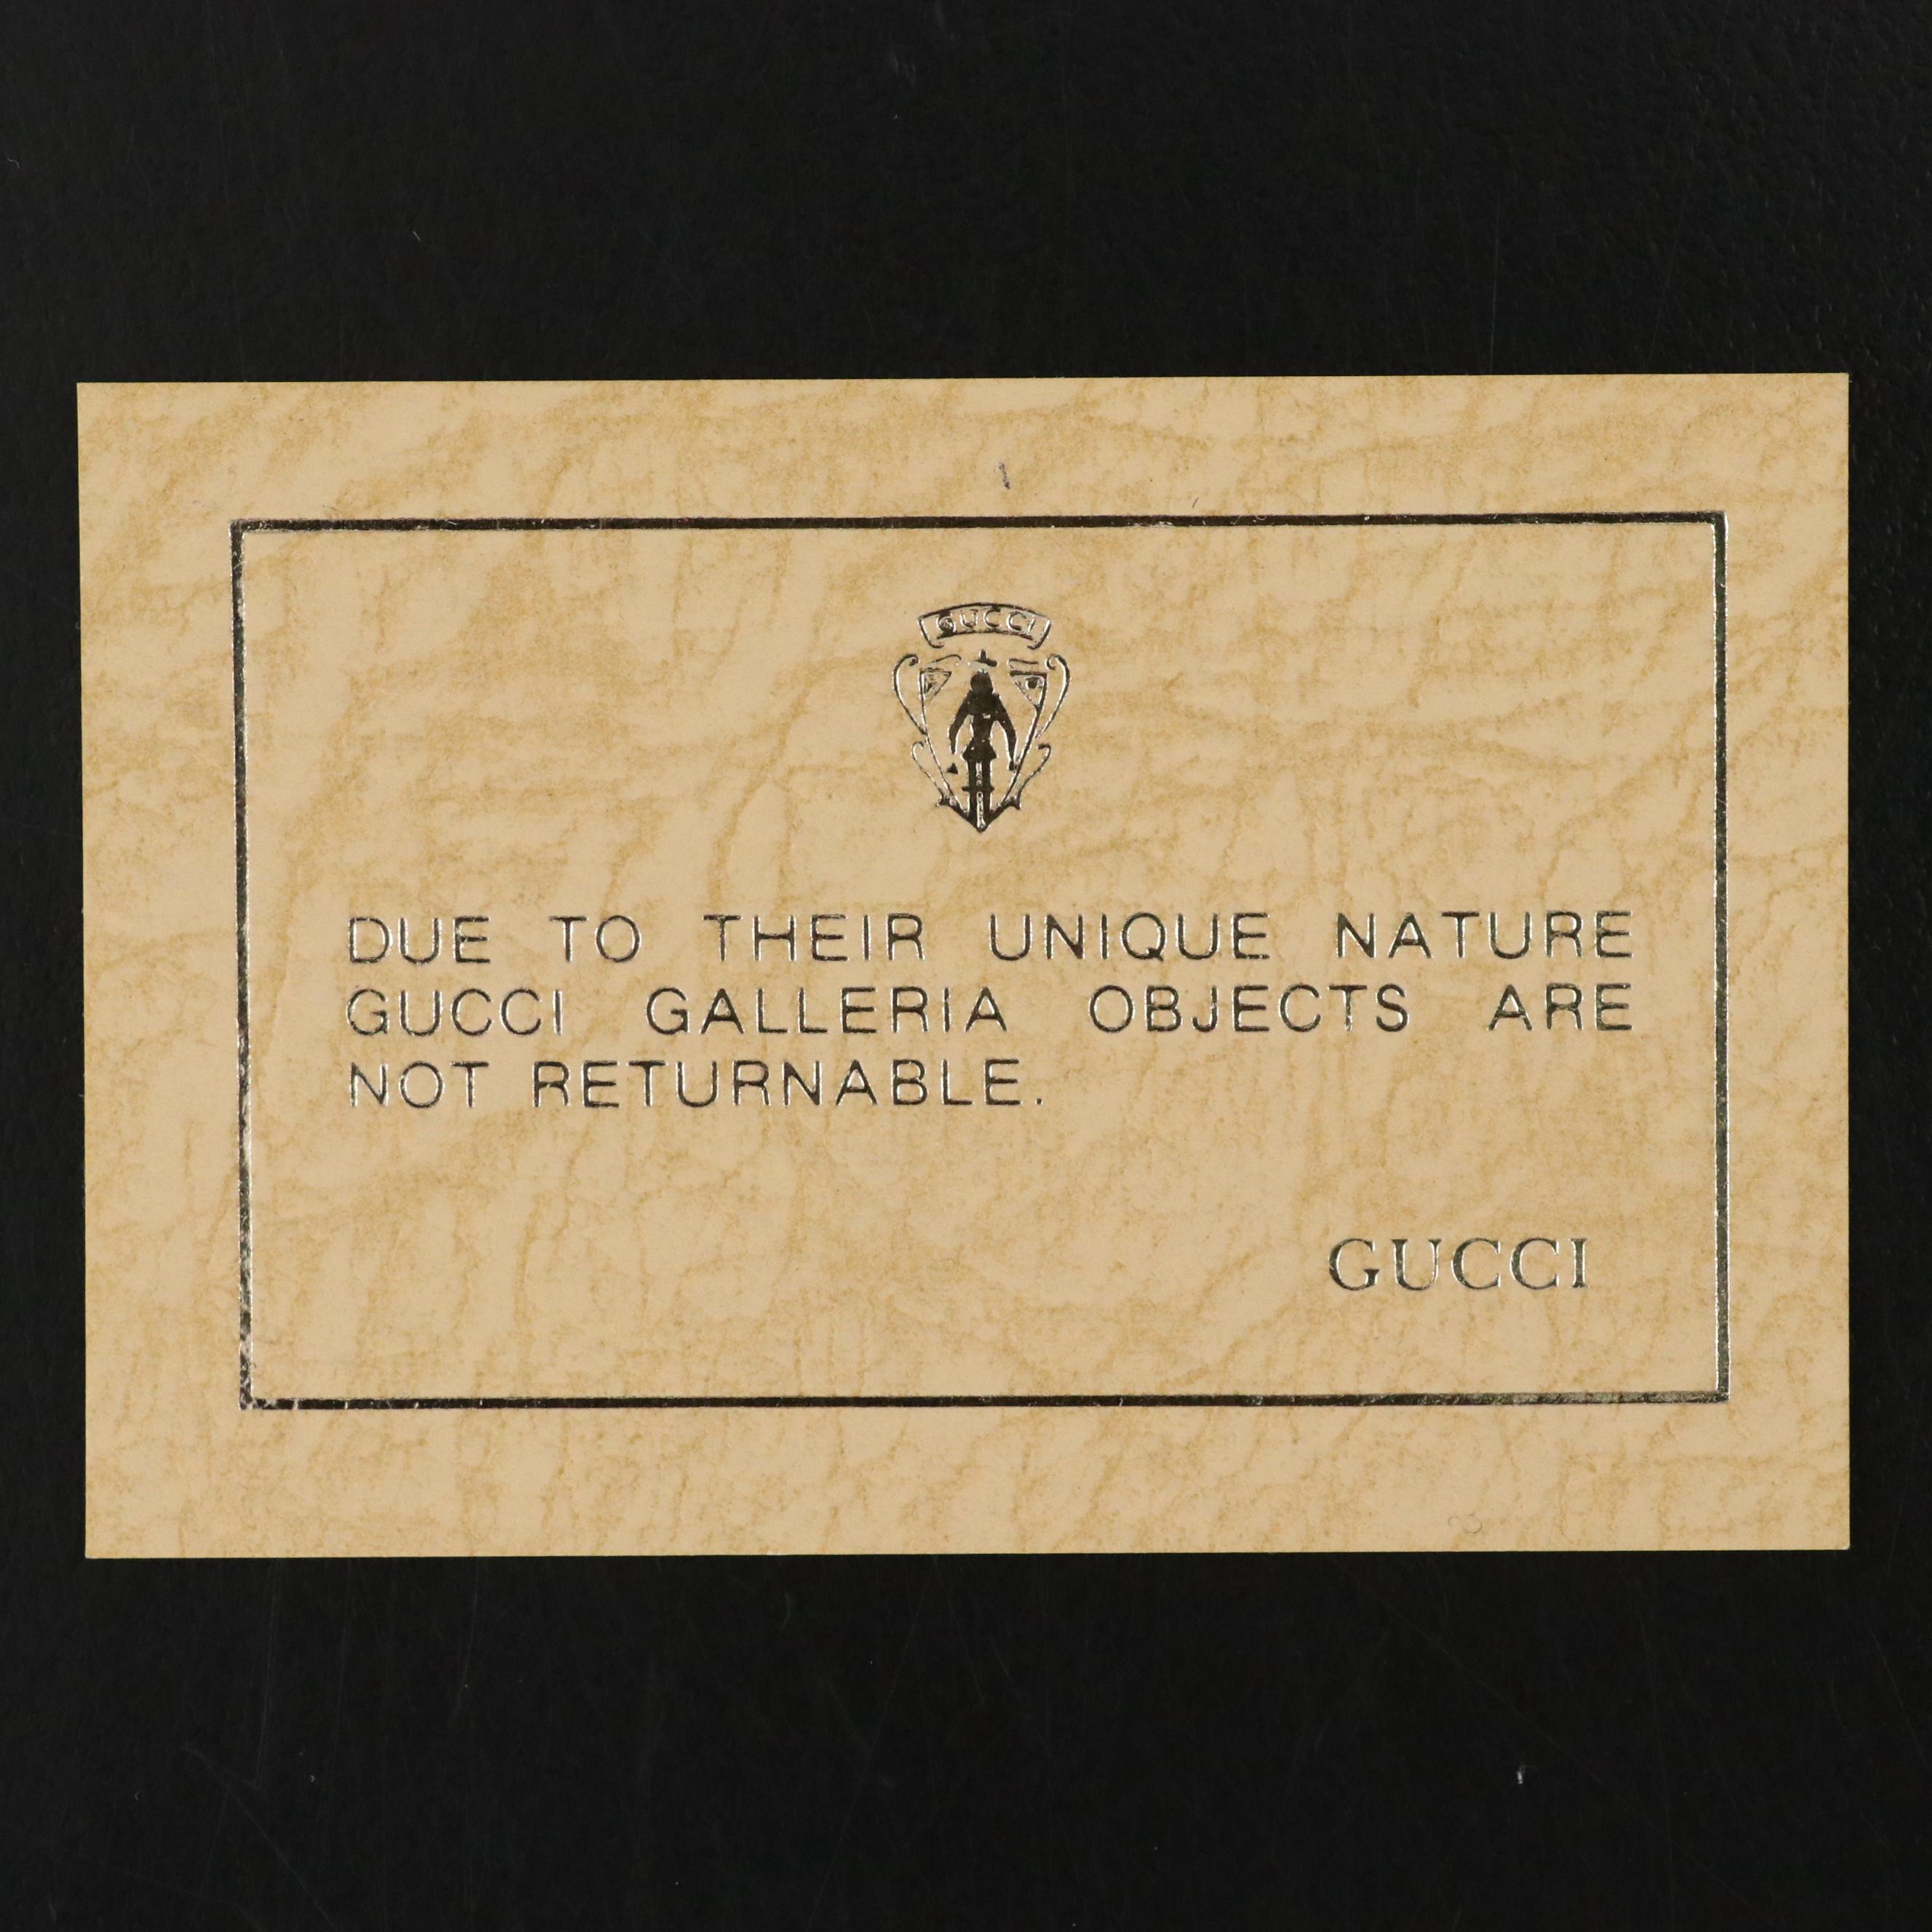 GUCCI
DUE TO THEIR UNIQUE NATURE
GUCCI GALLERIA OBJECTS ARE
NOT RETURNABLE.
GUCCI